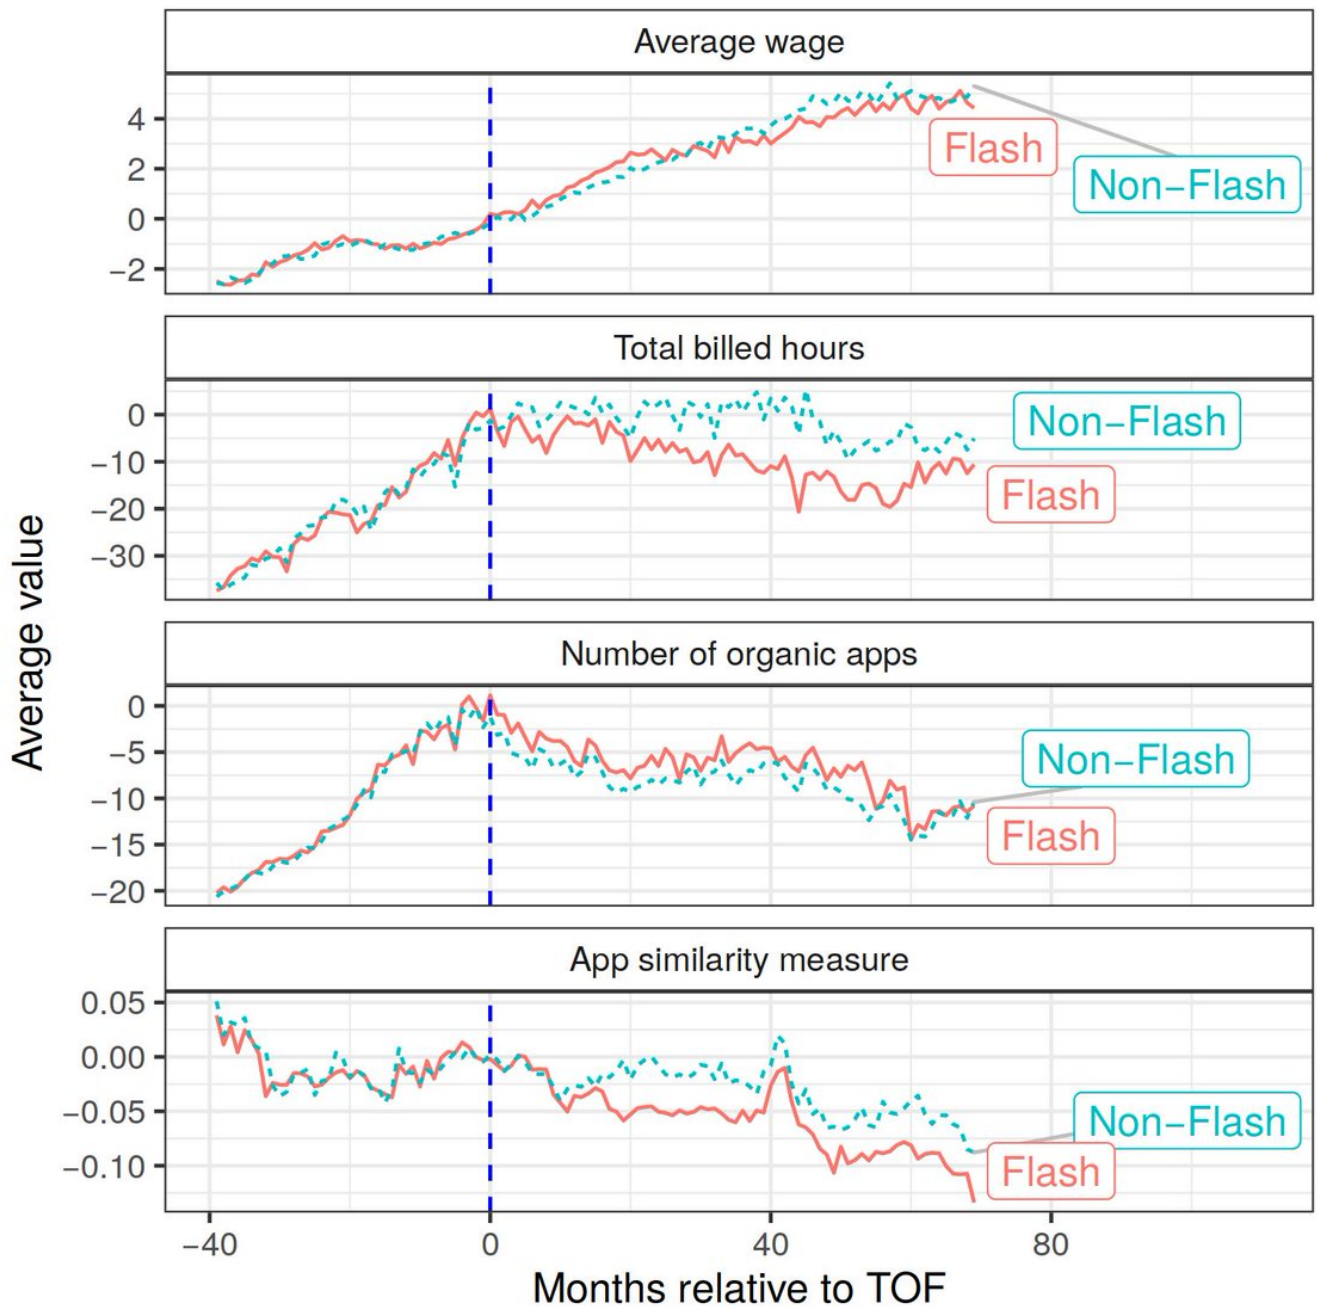 Average wage
4
2
0
−2
Flash
Non−Flash
Total billed hours
0
−10
−20
−30
Non−Flash
Flash
Number of organic apps
0
−5
−10
−15
−20
Non−Flash
Flash
App similarity measure
0.05
0.00
−0.05
−0.10
Non−Flash
Flash
−40 0 40 80
Months relative to TOF
Average value